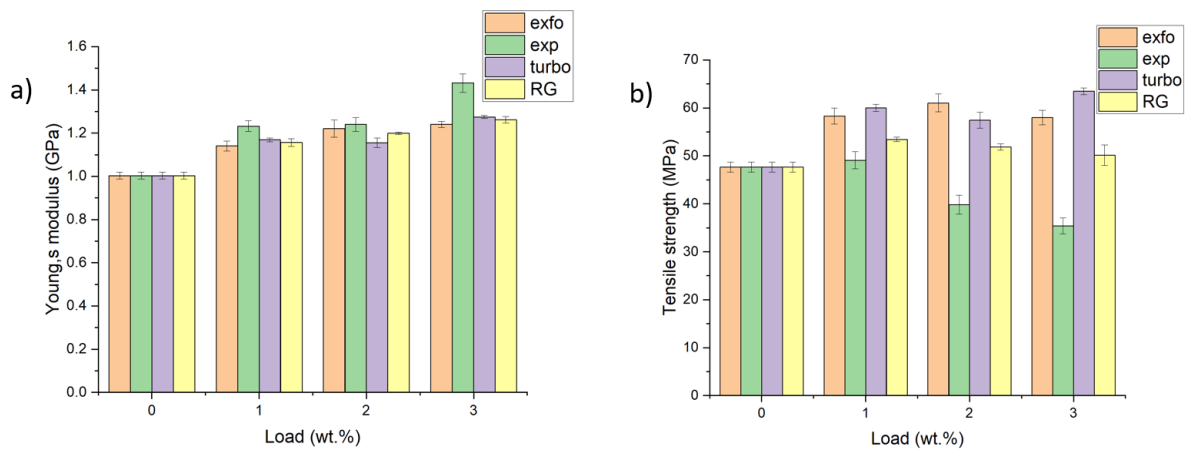 a)
exfo
exp
turbo
RG
1.6
1.4
1.2
1.0
0.8
0.6
0.4
0.2
0.0
Young,s modulus (GPa)
0 1 2 3
Load (wt.%)
b)
exfo
exp
turbo
RG
70
60
50
40
30
20
10
0
Tensile strength (MPa)
0 1 2 3
Load (wt.%)